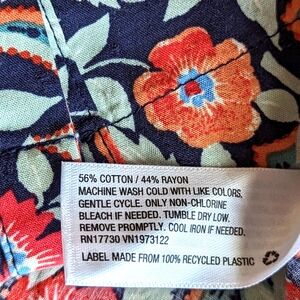 56% COTTON / 44% RAYON
MACHINE WASH COLD WITH LIKE COLORS,
GENTLE CYCLE. ONLY NON-CHLORINE
BLEACH IF NEEDED. TUMBLE DRY LOW.
REMOVE PROMPTLY. COOL IRON IF NEEDED.
RN17730 VN1973122
LABEL MADE FROM 100% RECYCLED PLASTIC